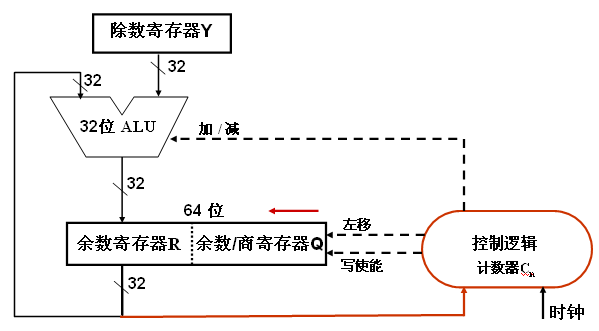 除数寄存器Y
32
32
32位 ALU
加 / 减
32
64 位
余数寄存器R
余数/商寄存器Q
左移
写使能
控制逻辑
计数器Cn
32
时钟